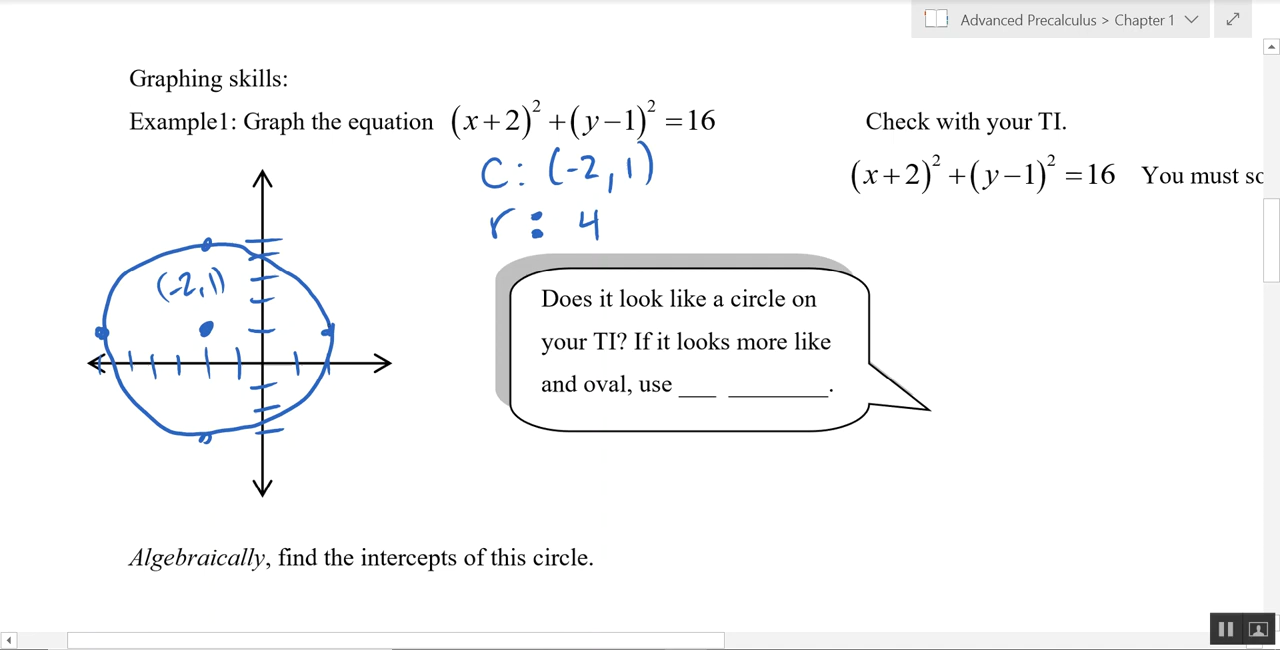 Advanced Precalculus > Chapter 1
Graphing skills:
Example1: Graph the equation (x+2)² +(y−1)² =16
Check with your TI.
C: (-2, 1)
(x+2)² +(y−1)² =16 You must so
r: 4
(-2,1)
Does it look like a circle on
your TI? If it looks more like
and oval, use ___ ________.
Algebraically, find the intercepts of this circle.